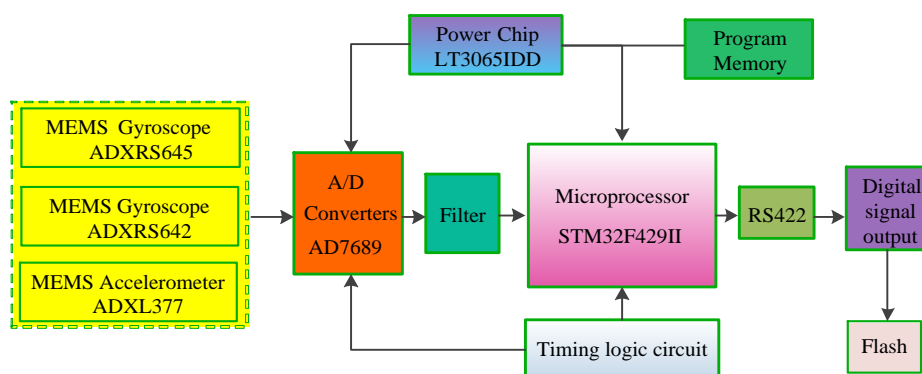 Power Chip
LT3065IDD
Program
Memory
MEMS Gyroscope
ADXRS645
MEMS Gyroscope
ADXRS642
MEMS Accelerometer
ADXL377
A/D
Converters
AD7689
Filter
Microprocessor
STM32F429II
RS422
Digital
signal
output
Timing logic circuit
Flash